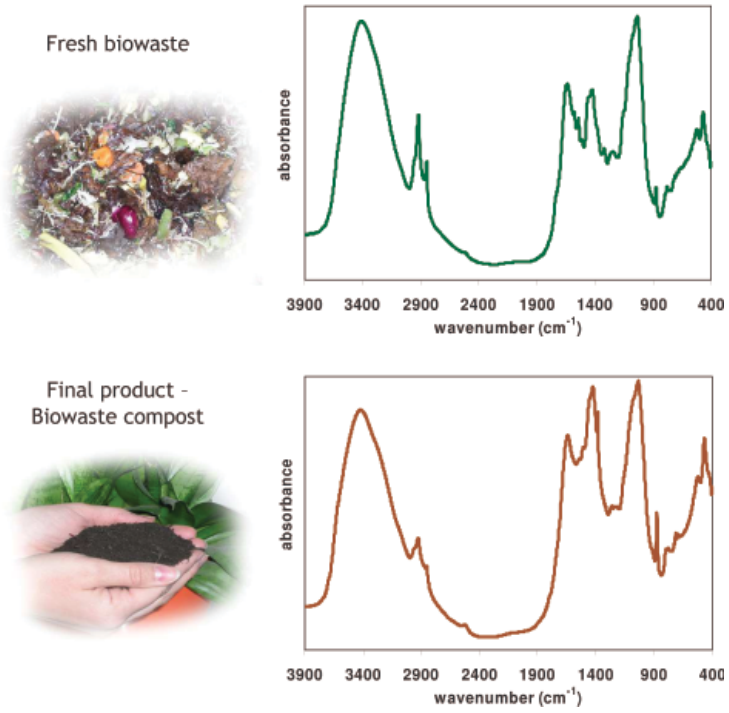 Fresh biowaste
absorbance
3900 3400 2900 2400 1900 1400 900 400
wavenumber (cm⁻¹)
Final product –
Biowaste compost
absorbance
3900 3400 2900 2400 1900 1400 900 400
wavenumber (cm⁻¹)